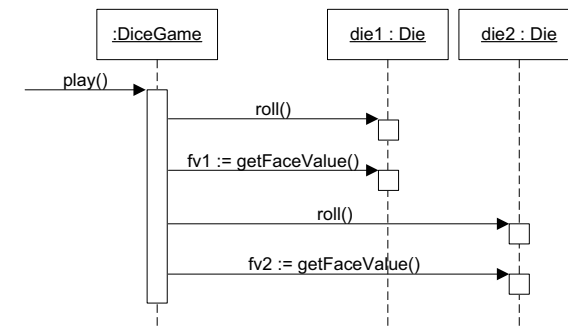 :DiceGame
die1 : Die
die2 : Die
play()
roll()
fv1 := getFaceValue()
roll()
fv2 := getFaceValue()